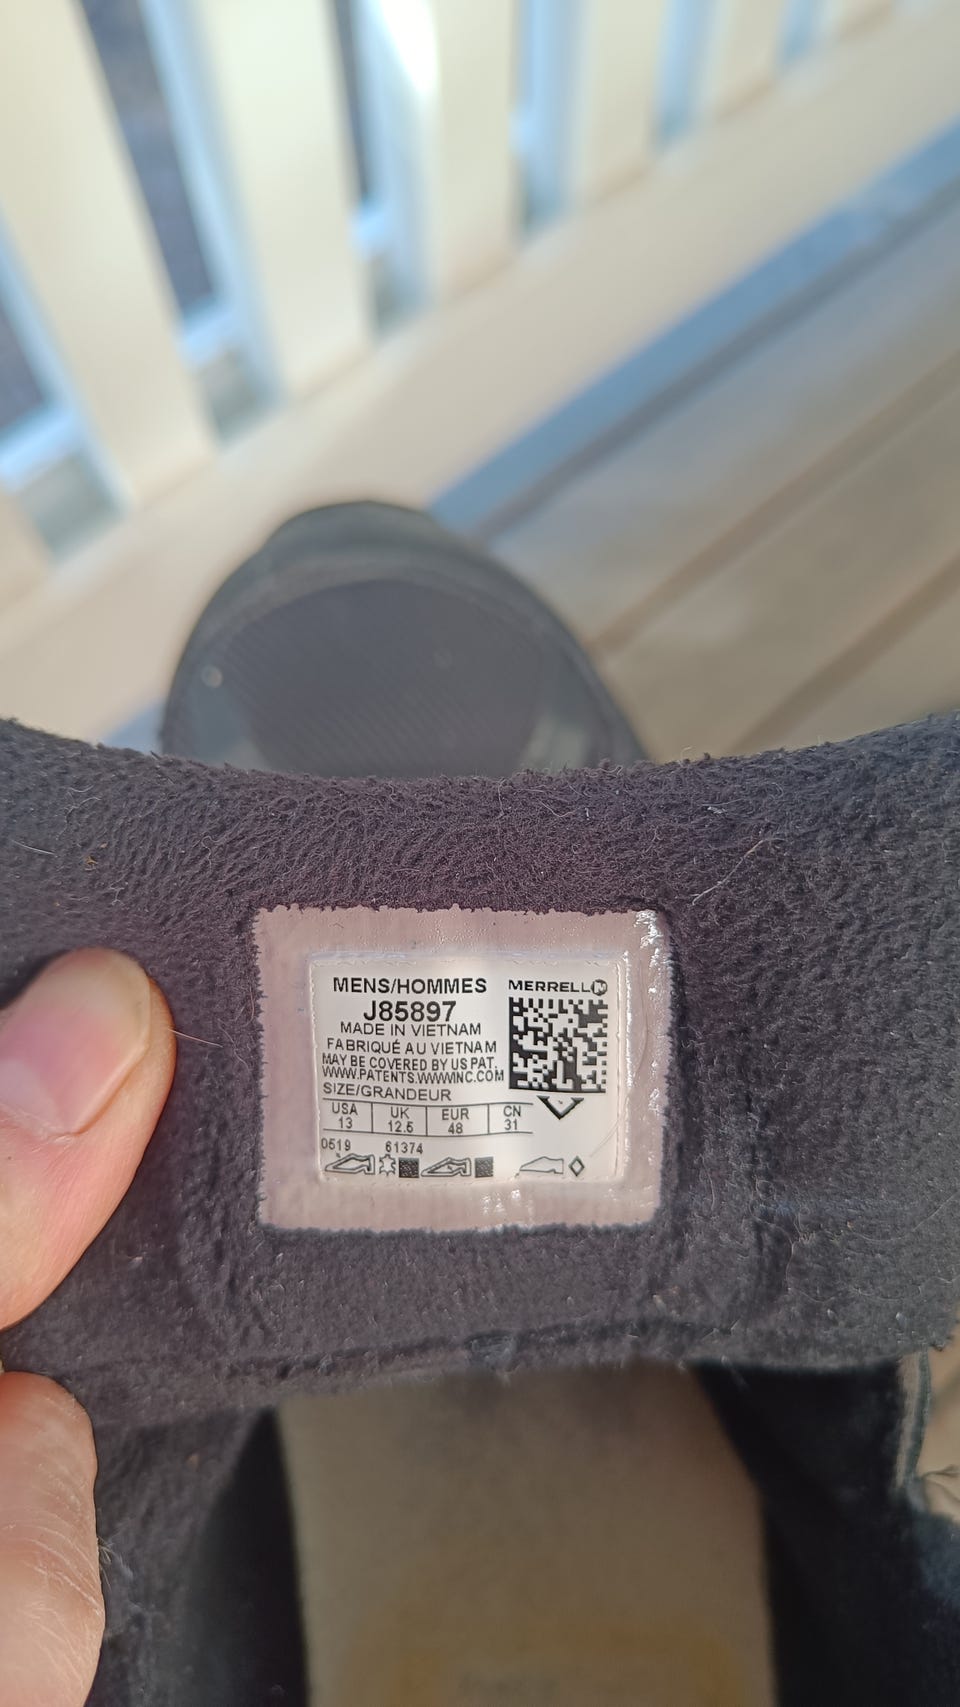 MENS/HOMMES
J85897
MADE IN VIETNAM
FABRIQUÉ AU VIETNAM
MAY BE COVERED BY US PAT.
WWW.PATENTS.WWWINC.COM
MERRELL
SIZE/GRANDEUR
USA UK EUR CN
13 12.5 48 31
0519 61374